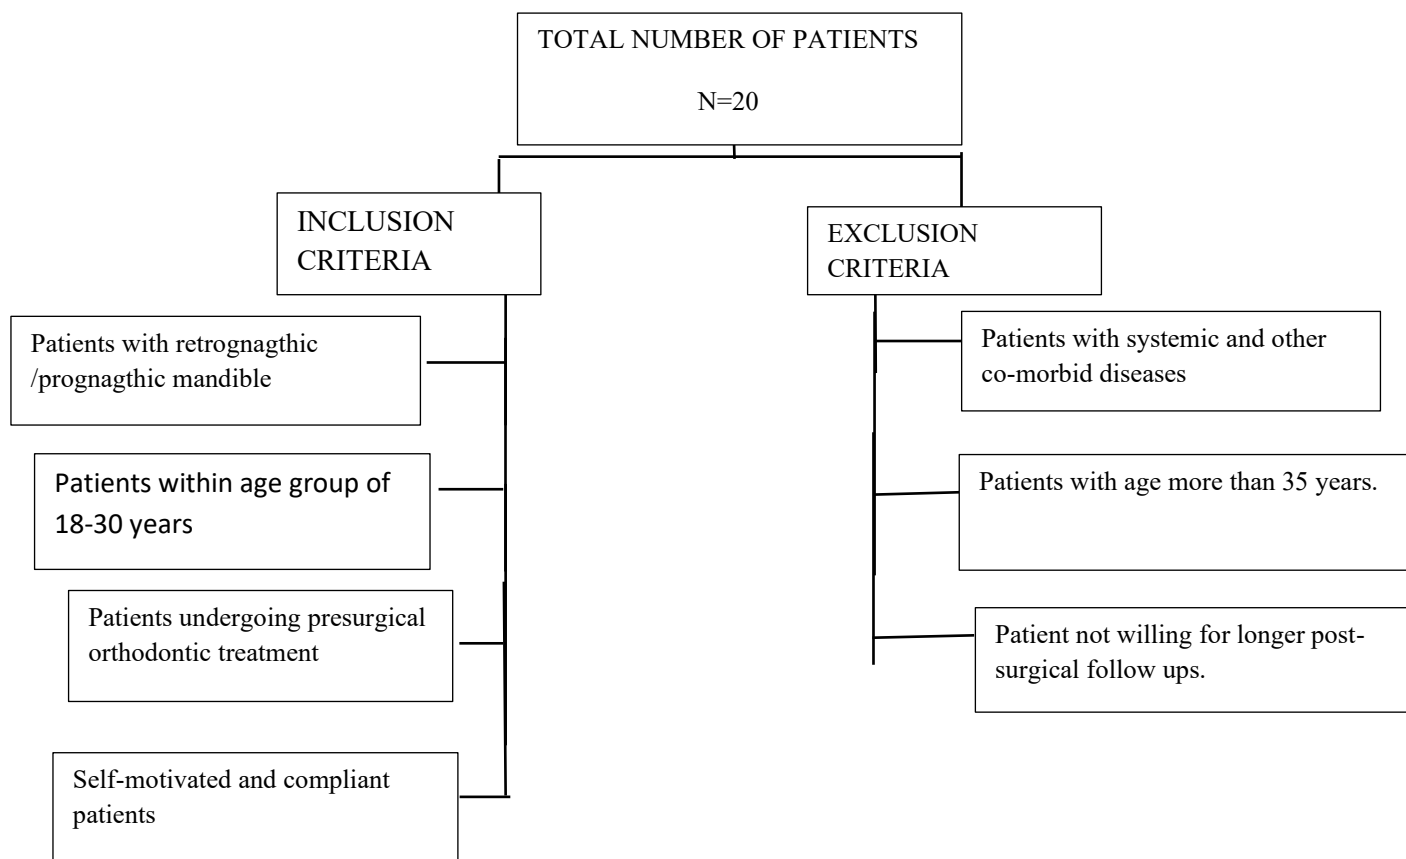 TOTAL NUMBER OF PATIENTS
N=20
INCLUSION
CRITERIA
Patients with retrognagthic
/prognagthic mandible
Patients within age group of
18-30 years
Patients undergoing presurgical
orthodontic treatment
Self-motivated and compliant
patients
EXCLUSION
CRITERIA
Patients with systemic and other
co-morbid diseases
Patients with age more than 35 years.
Patient not willing for longer post-
surgical follow ups.